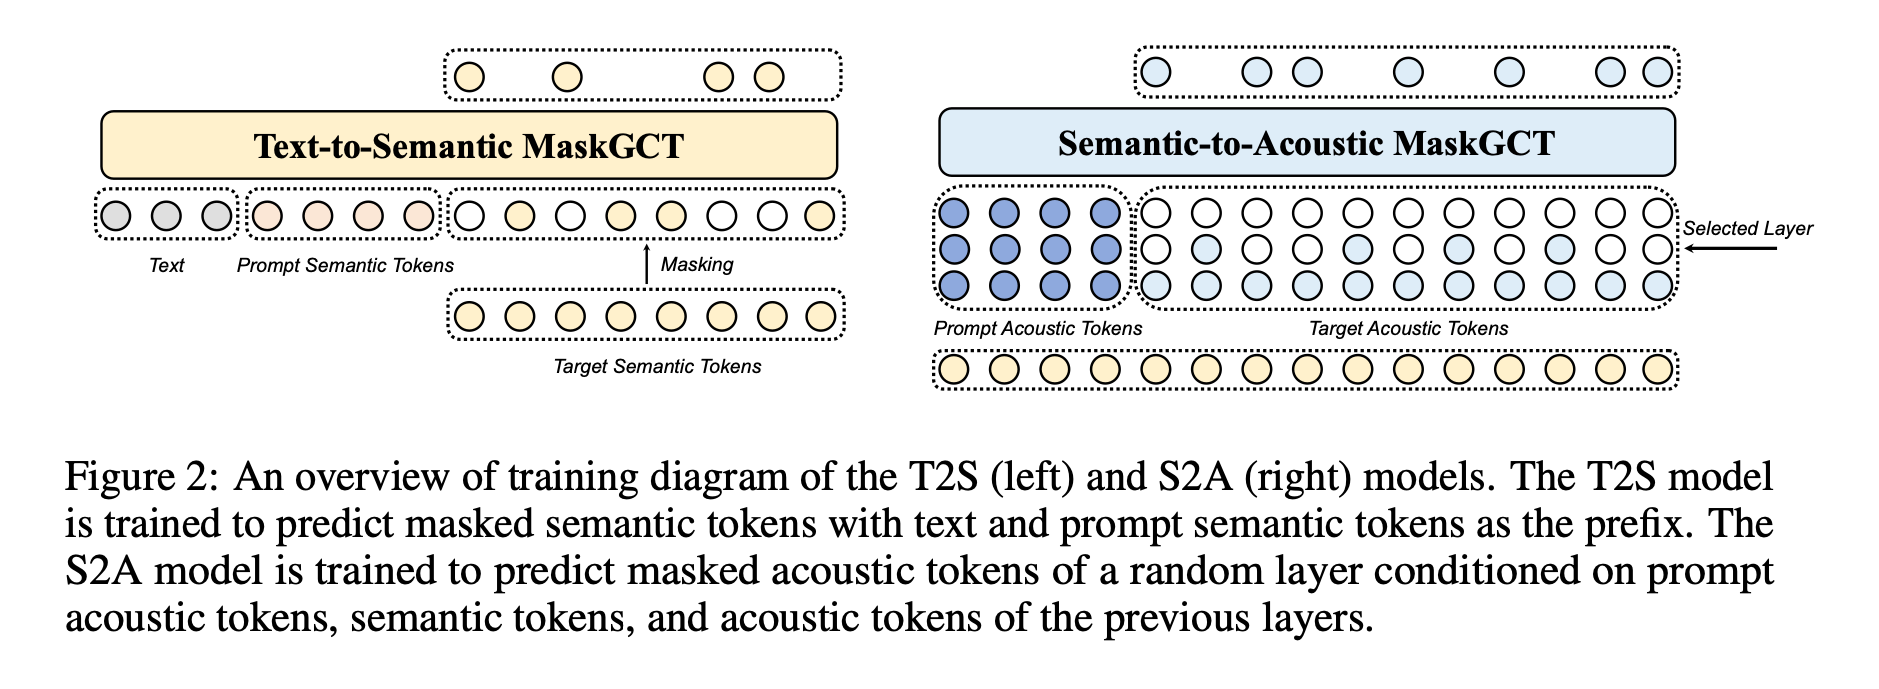 Text-to-Semantic MaskGCT
Text
Prompt Semantic Tokens
Masking
Target Semantic Tokens
Semantic-to-Acoustic MaskGCT
Selected Layer
Prompt Acoustic Tokens
Target Acoustic Tokens
Figure 2: An overview of training diagram of the T2S (left) and S2A (right) models. The T2S model
is trained to predict masked semantic tokens with text and prompt semantic tokens as the prefix. The
S2A model is trained to predict masked acoustic tokens of a random layer conditioned on prompt
acoustic tokens, semantic tokens, and acoustic tokens of the previous layers.